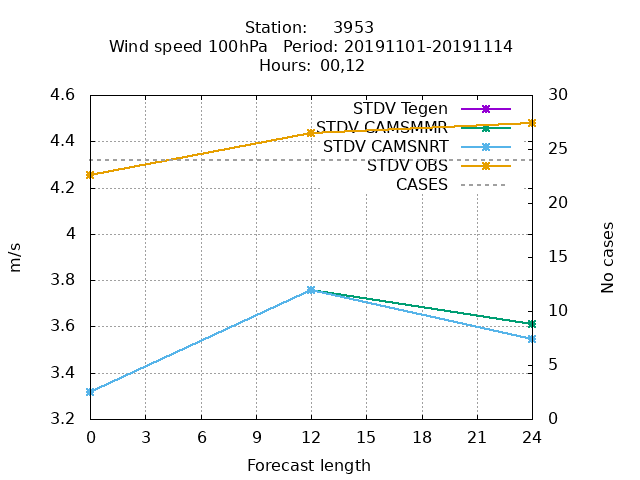 Station: 3953
Wind speed 100hPa Period: 20191101-20191114
Hours: 00,12
4.6
4.4
4.2
4
3.8
3.6
3.4
3.2
m/s
30
25
20
15
10
5
0
No cases
STDV Tegen
STDV CAMSMMR
STDV CAMSNRT
STDV OBS
CASES
0 3 6 9 12 15 18 21 24
Forecast length